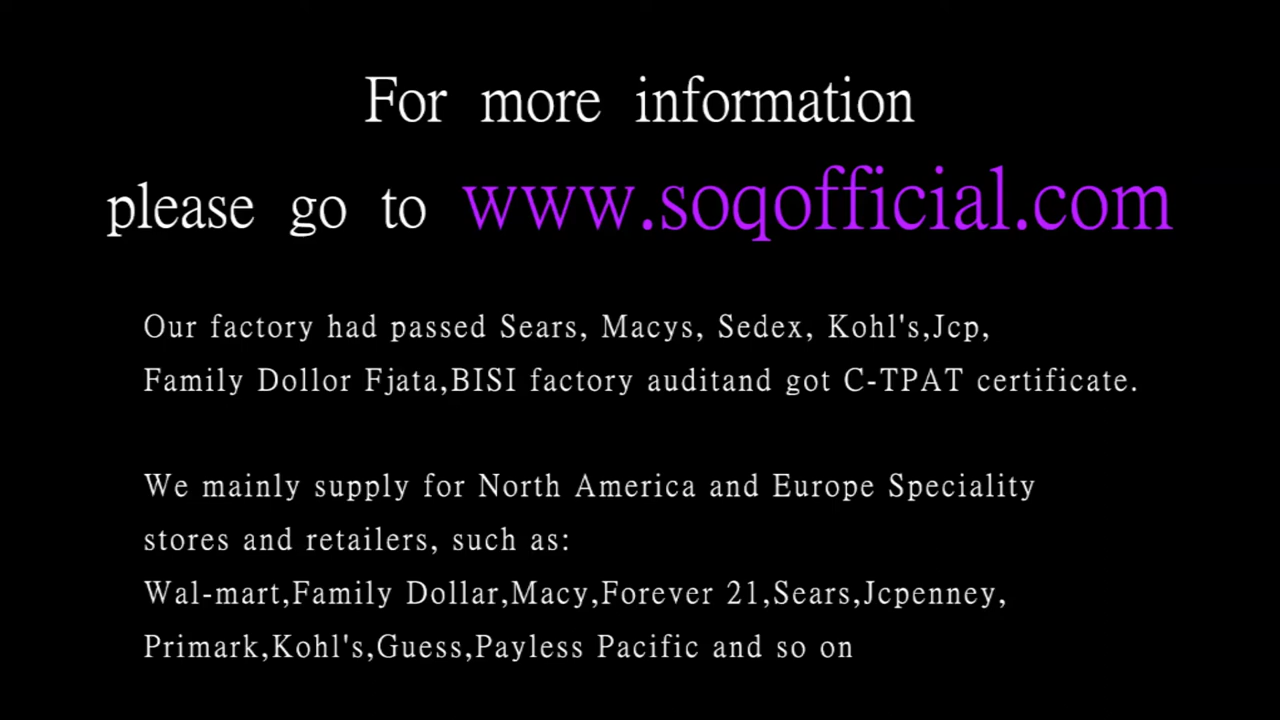 For more information
please go to www.soqofficial.com
Our factory had passed Sears, Macys, Sedex, Kohl's,Jcp,
Family Dollor Fjata,BISI factory auditand got C-TPAT certificate.
We mainly supply for North America and Europe Speciality
stores and retailers, such as:
Wal-mart,Family Dollar,Macy,Forever 21,Sears,Jcpenney,
Primark,Kohl's,Guess,Payless Pacific and so on